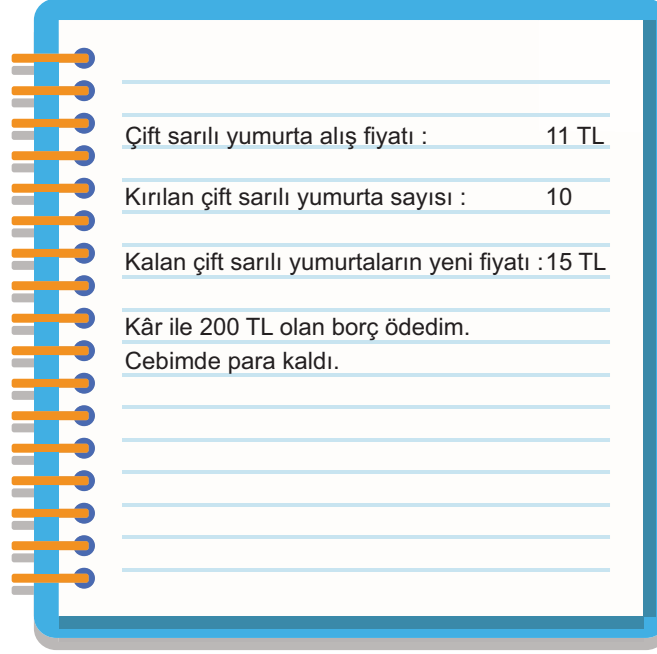 Çift sarılı yumurta alış fiyatı : 11 TL
Kırılan çift sarılı yumurta sayısı : 10
Kalan çift sarılı yumurtaların yeni fiyatı : 15 TL
Kâr ile 200 TL olan borç ödedim.
Cebimde para kaldı.